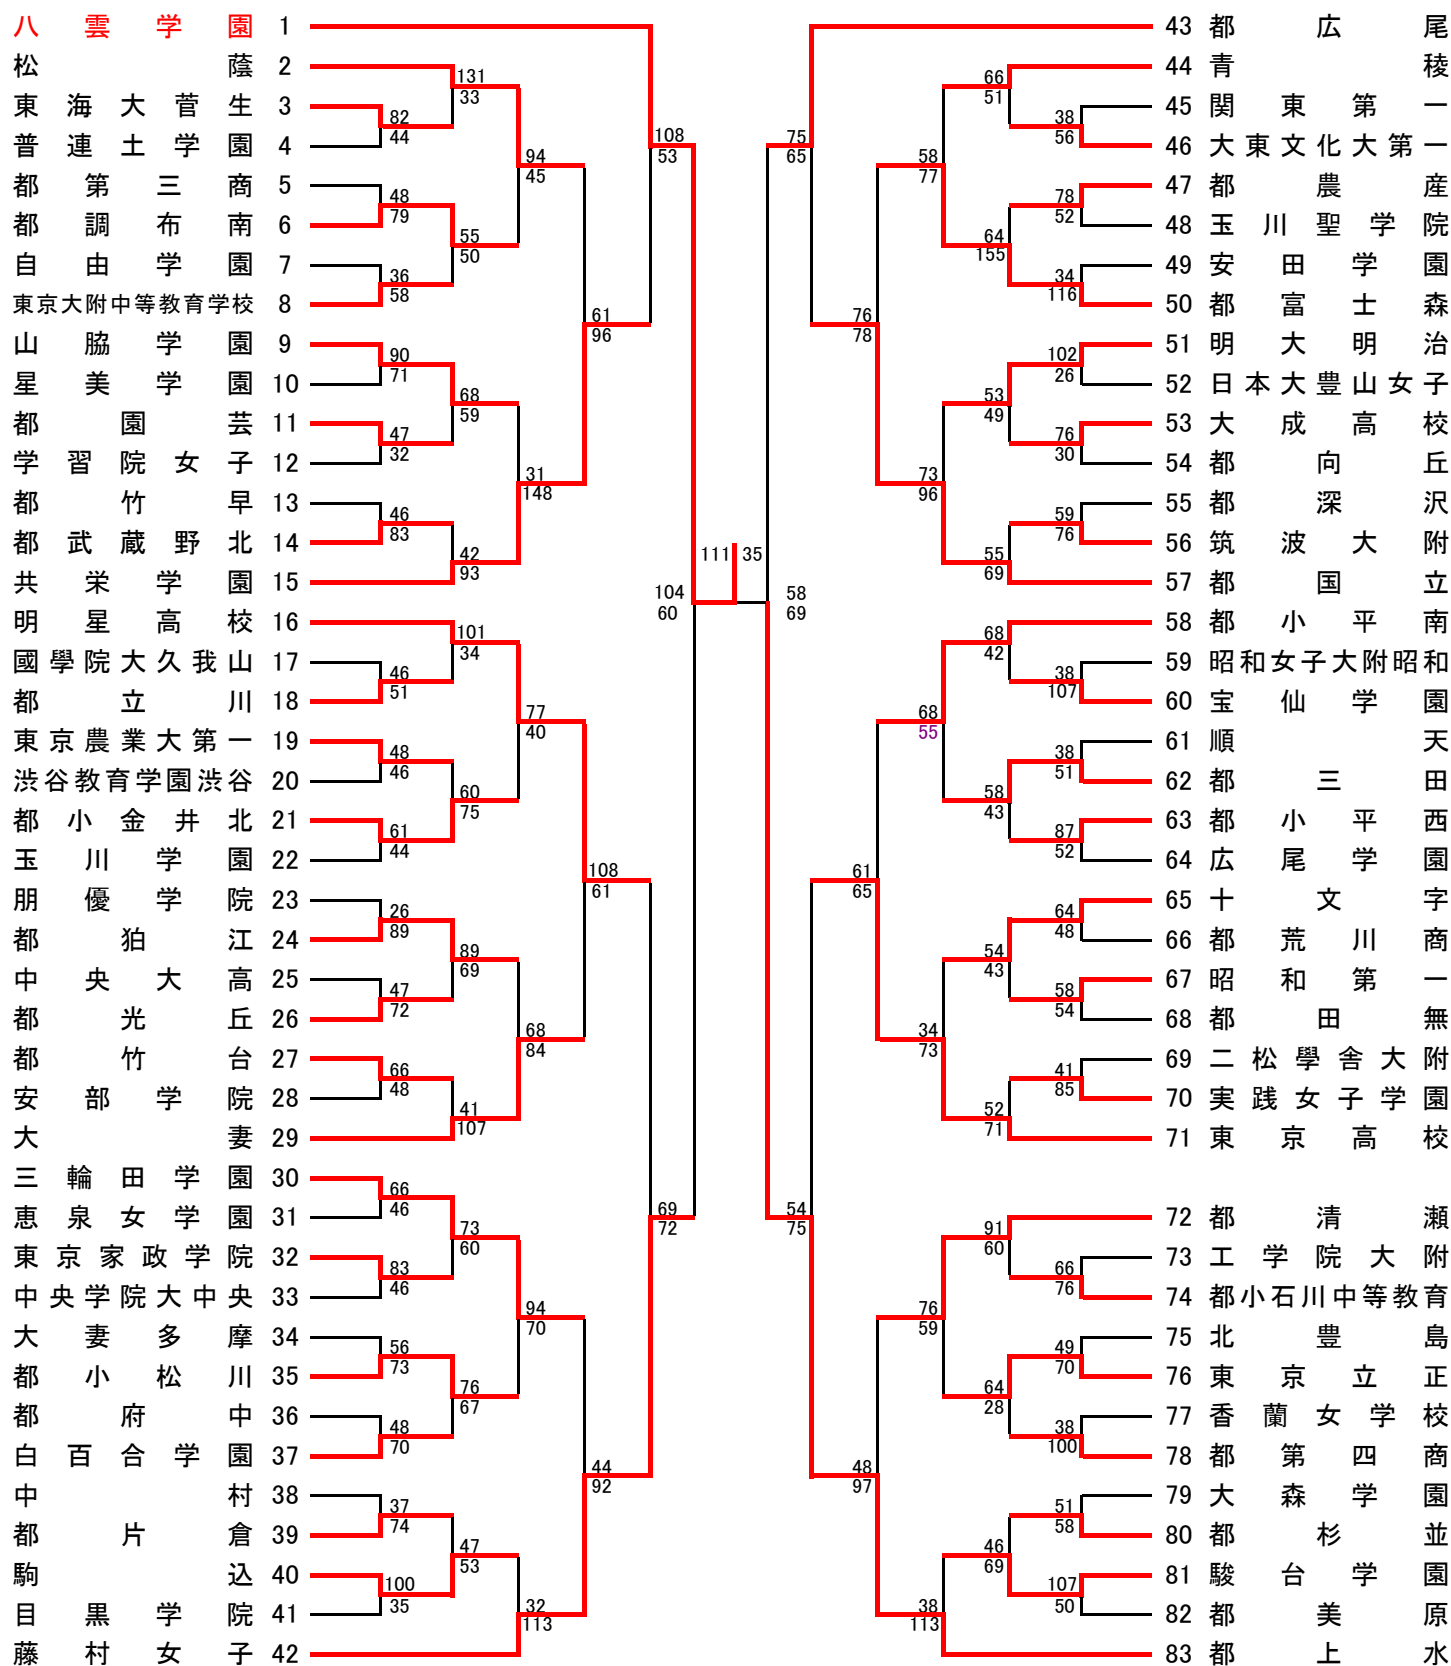 八雲学園 1
松蔭 2
東海大菅生 3
普連土学園 4
都第三商 5
都調布南 6
自由学園 7
東京大附中等教育学校 8
山脇学園 9
星美学園 10
都園芸 11
学習院女子 12
都竹早 13
都武蔵野北 14
共栄学園 15
明星高校 16
國學院大久我山 17
都立川 18
東京農業大第一 19
渋谷教育学園渋谷 20
都小金井北 21
玉川学園 22
朋優学院 23
都狛江 24
中央大高 25
都光丘 26
都竹台 27
安部学院 28
大妻 29
三輪田学園 30
恵泉女学園 31
東京家政学院 32
中央学院大中央 33
大妻多摩 34
都小松川 35
都府中 36
白百合学園 37
中村 38
都片倉 39
駒込 40
目黒学院 41
藤村女子 42
82
44
48
79
36
58
90
71
47
32
46
83
46
51
48
46
61
44
26
89
47
72
66
48
66
46
83
46
56
73
48
70
37
74
100
35
131
33
55
50
68
59
42
93
101
34
60
75
89
69
41
107
73
60
76
67
47
53
94
45
31
148
77
40
68
84
94
70
32
113
61
96
108
61
44
92
108
53
69
72
104
60
111 35
58
69
75
65
54
75
76
78
61
65
48
97
58
77
73
96
68
55
34
73
76
59
38
113
66
51
64
155
53
49
55
69
68
42
58
43
54
43
52
71
91
60
64
28
46
69
38
56
78
52
34
116
102
26
76
30
59
76
38
107
38
51
87
52
64
48
58
54
41
85
66
76
49
70
38
100
51
58
107
50
43 都広尾
44 青稜
45 関東第一
46 大東文化大第一
47 都農産
48 玉川聖学院
49 安田学園
50 都富士森
51 明大明治
52 日本大豊山女子
53 大成高校
54 都向丘
55 都深沢
56 筑波大附
57 都国立
58 都小平南
59 昭和女子大附昭和
60 宝仙学園
61 順天
62 都三田
63 都小平西
64 広尾学園
65 十文字
66 都荒川商
67 昭和第一
68 都田無
69 二松學舎大附
70 実践女子学園
71 東京高校
72 都清瀬
73 工学院大附
74 都小石川中等教育
75 北豊島
76 東京立正
77 香蘭女学校
78 都第四商
79 大森学園
80 都杉並
81 駿台学園
82 都美原
83 都上水